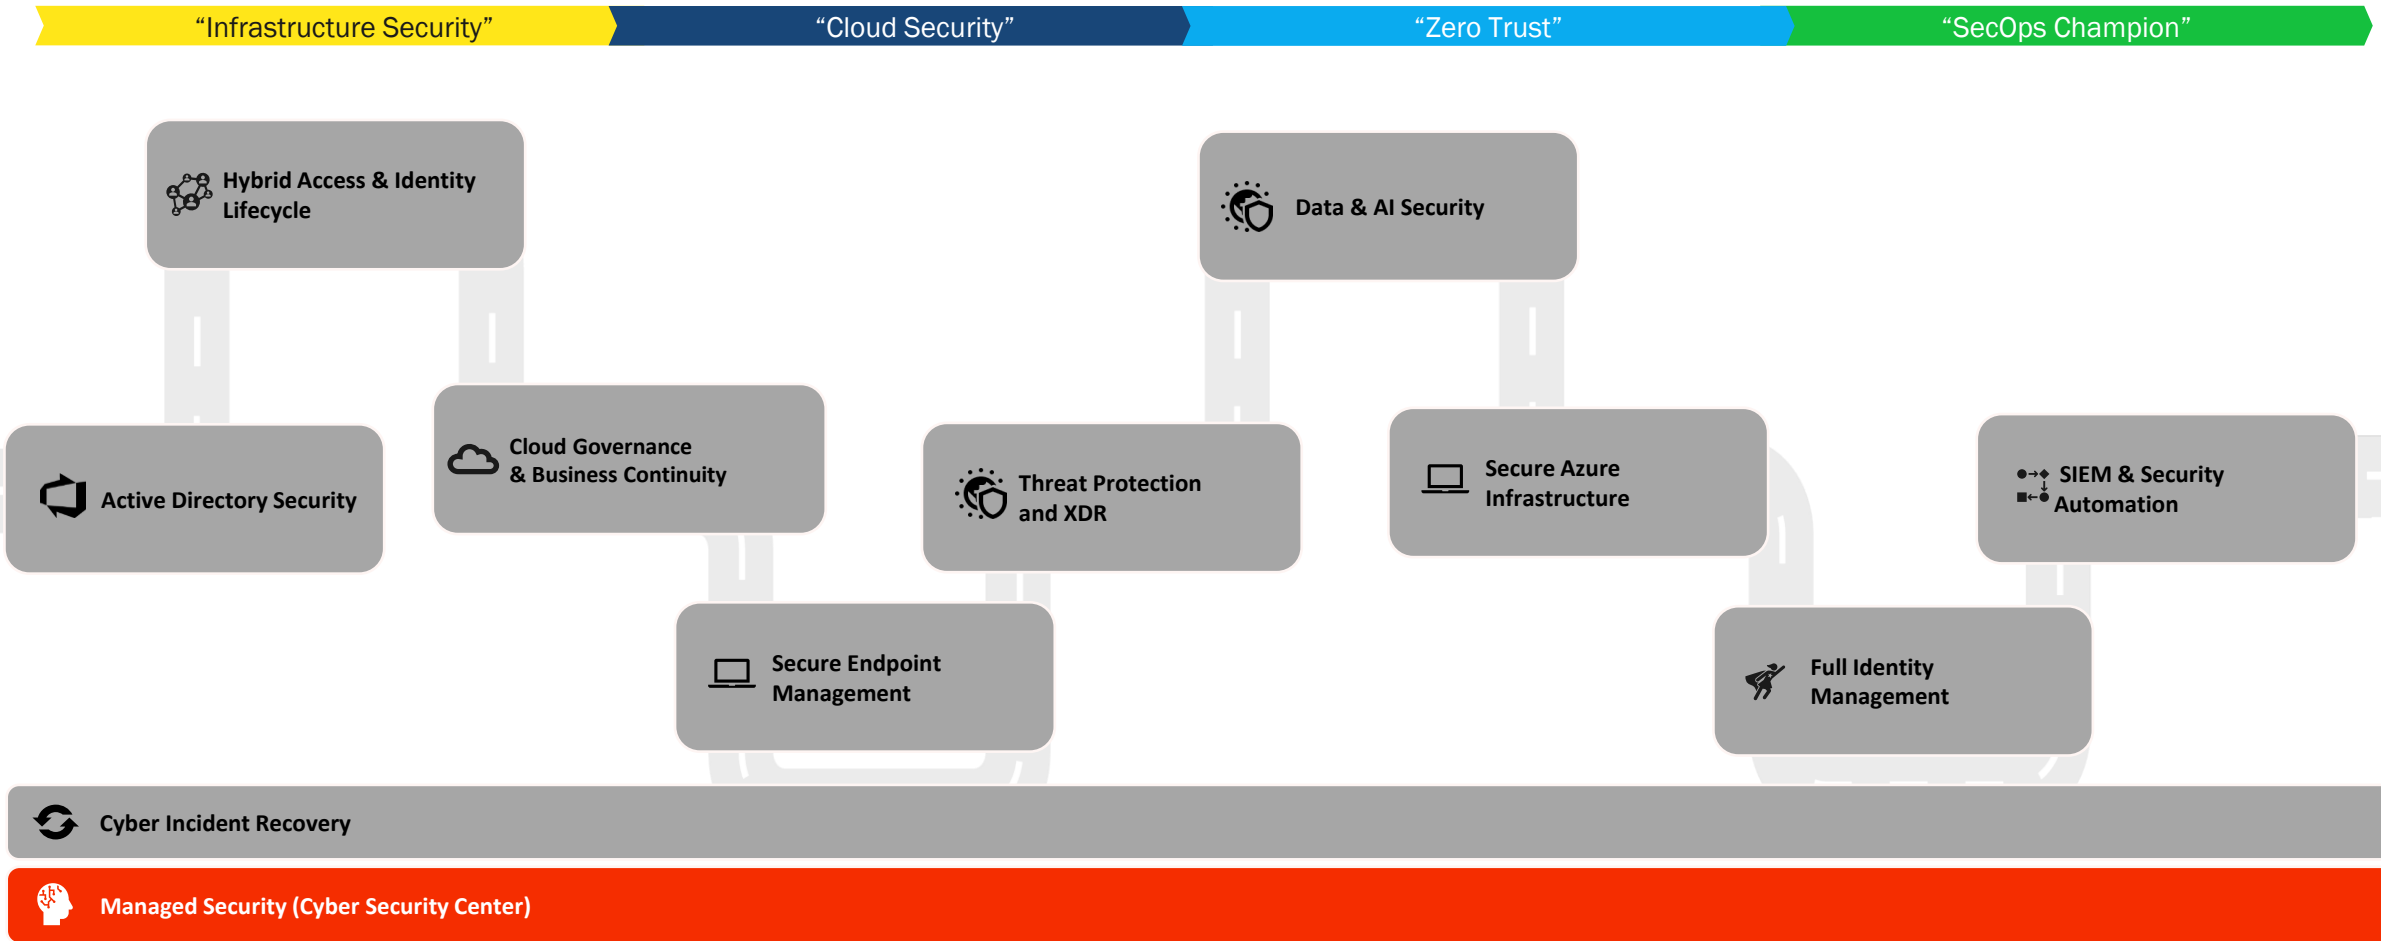 “Infrastructure Security”
“Cloud Security”
“Zero Trust”
“SecOps Champion”
Hybrid Access & Identity
Lifecycle
Data & AI Security
Active Directory Security
Cloud Governance
& Business Continuity
Threat Protection
and XDR
Secure Azure
Infrastructure
SIEM & Security
Automation
Secure Endpoint
Management
Full Identity
Management
Cyber Incident Recovery
Managed Security (Cyber Security Center)